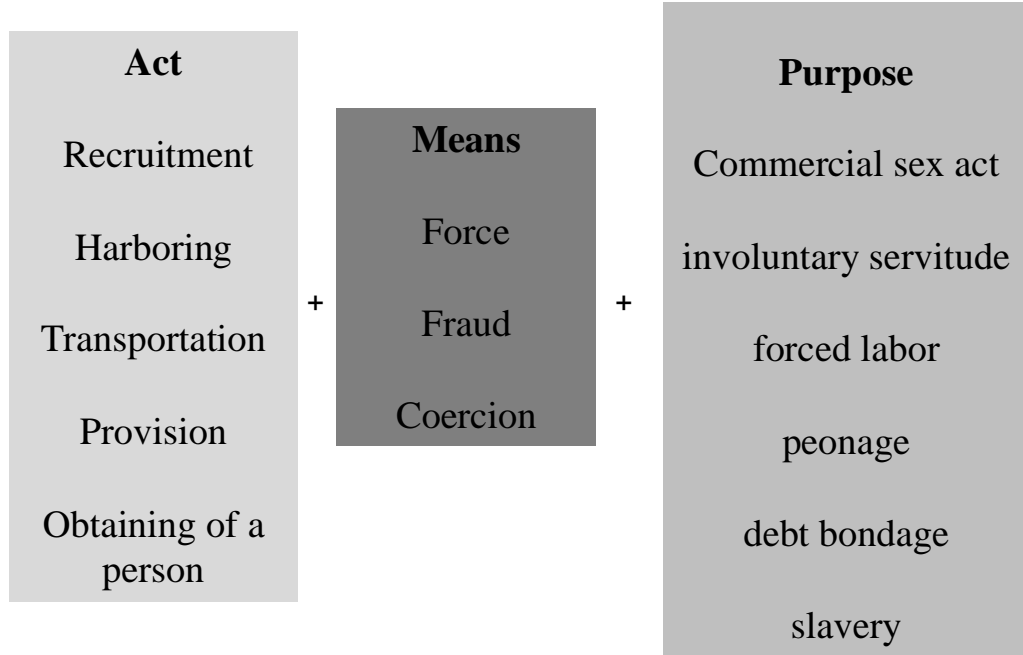 Act
Recruitment
Harboring
Transportation
Provision
Obtaining of a
person
+
Means
Force
Fraud
Coercion
+
Purpose
Commercial sex act
involuntary servitude
forced labor
peonage
debt bondage
slavery